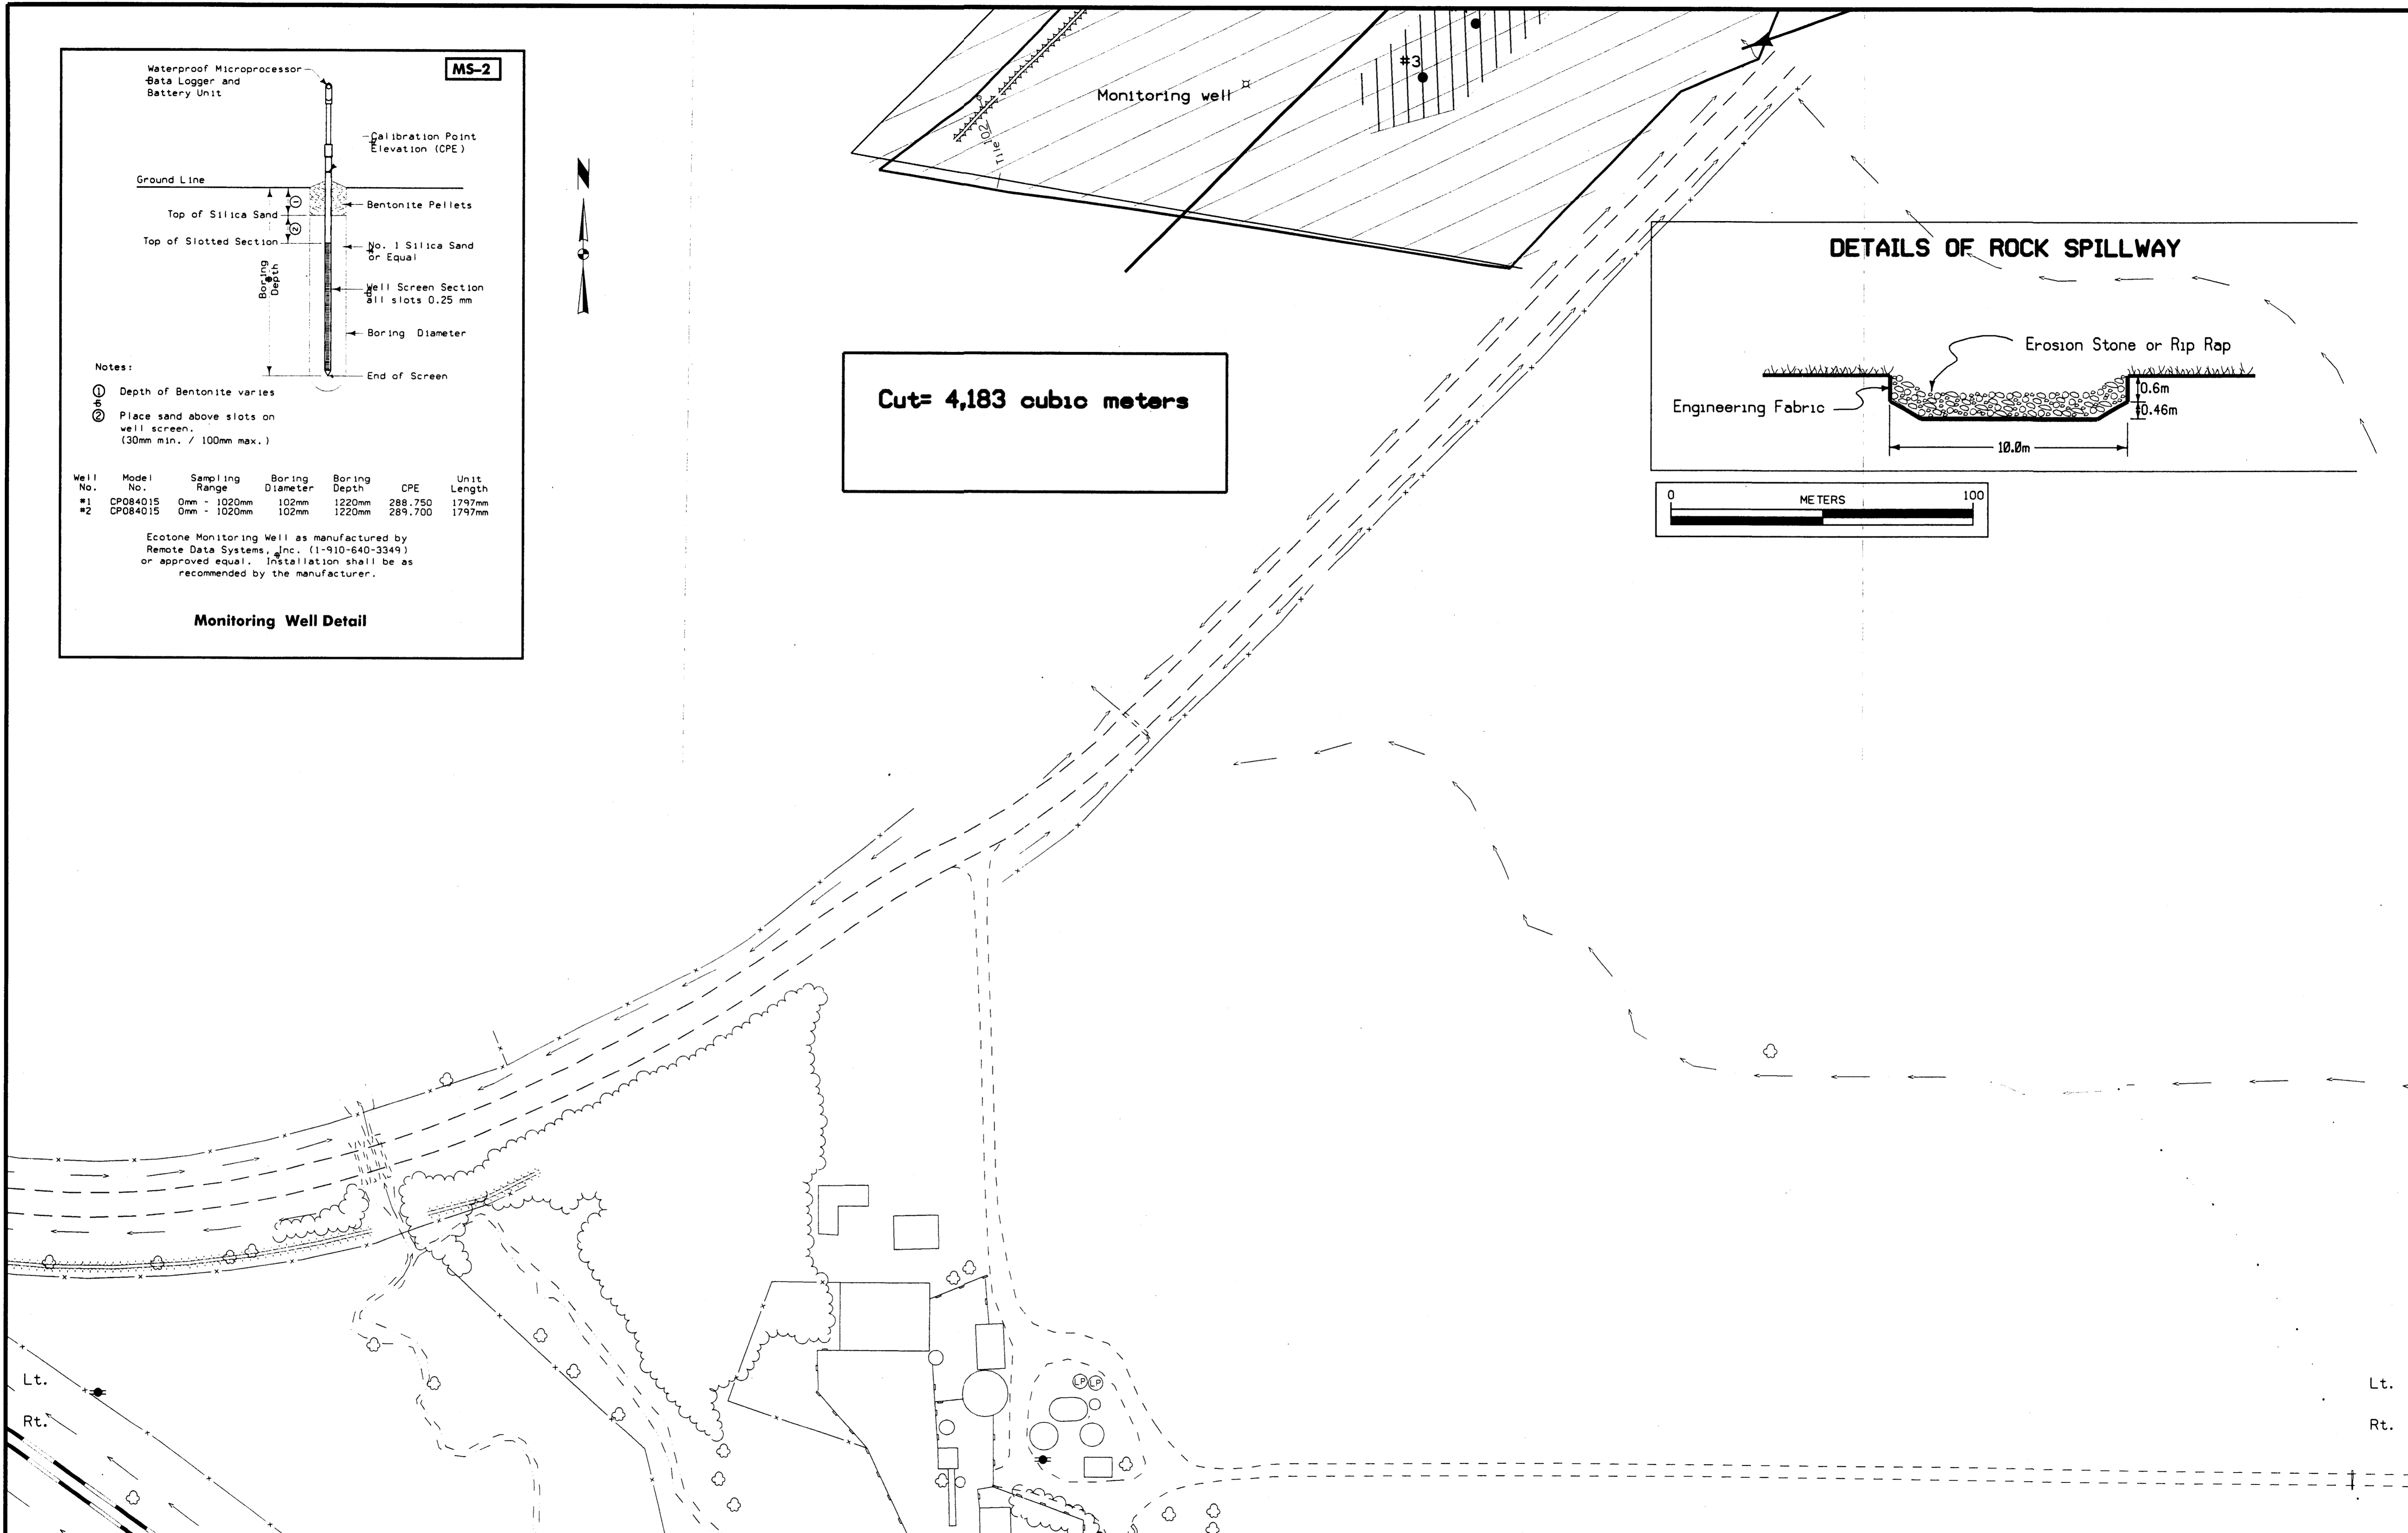 MS-2
Waterproof Microprocessor
Bata Logger and
Battery Unit
Calibration Point
Elevation (CPE)
Ground Line
①
Bentonite Pellets
Top of Silica Sand
②
Top of Slotted Section
No. 1 Silica Sand
or Equal
Boring
Depth
Well Screen Section
all slots 0.25 mm
Boring Diameter
End of Screen
Notes:
① Depth of Bentonite varies
② Place sand above slots on
well screen.
(30mm min. / 100mm max.)
Well Model Sampling Boring Boring Unit
No. No. Range Diameter Depth CPE Length
#1 CP084015 0mm - 1020mm 102mm 1220mm 288.750 1797mm
#2 CP084015 0mm - 1020mm 102mm 1220mm 289.700 1797mm
Ecotone Monitoring Well as manufactured by
Remote Data Systems, Inc. (1-910-640-3349)
or approved equal. Installation shall be as
recommended by the manufacturer.
Monitoring Well Detail
N
Monitoring well
#3
Tile 102
Cut= 4,183 cubic meters
DETAILS OF ROCK SPILLWAY
Erosion Stone or Rip Rap
Engineering Fabric
0.6m
0.46m
10.0m
0 METERS 100
Lt.
Rt.
LP LP
Lt.
Rt.